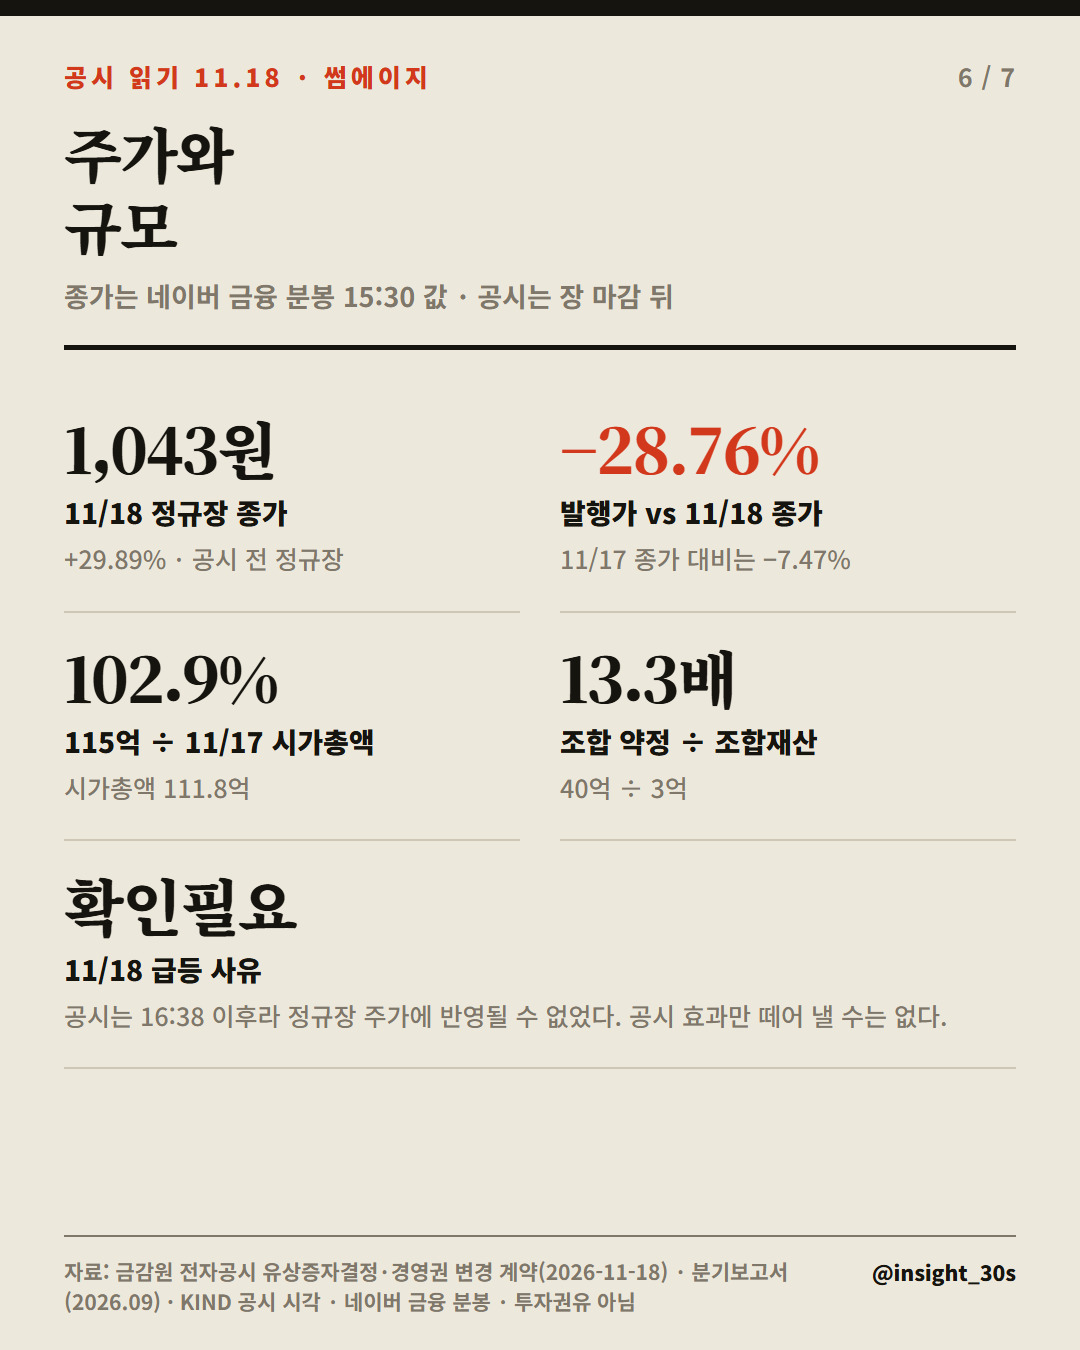 공시 읽기 11.18 · 썸에이지
6 / 7
주가와
규모
종가는 네이버 금융 분봉 15:30 값 · 공시는 장 마감 뒤
1,043원
11/18 정규장 종가
+29.89% · 공시 전 정규장
−28.76%
발행가 vs 11/18 종가
11/17 종가 대비는 −7.47%
102.9%
115억 ÷ 11/17 시가총액
시가총액 111.8억
13.3배
조합 약정 ÷ 조합재산
40억 ÷ 3억
확인필요
11/18 급등 사유
공시는 16:38 이후라 정규장 주가에 반영될 수 없었다. 공시 효과만 떼어 낼 수는 없다.
자료: 금감원 전자공시 유상증자결정·경영권 변경 계약(2026-11-18) · 분기보고서
(2026.09) · KIND 공시 시각 · 네이버 금융 분봉 · 투자권유 아님
@insight_30s